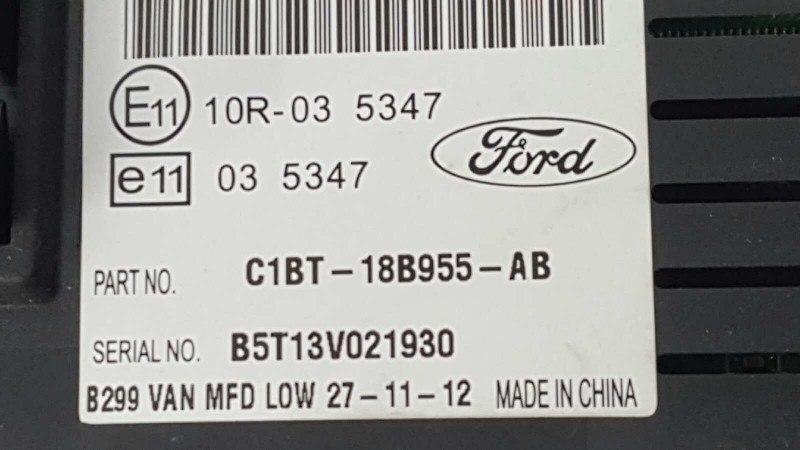 E11 10R-03 5347
Ford
e11 03 5347
PART NO. C1BT-18B955-AB
SERIAL NO. B5T13V021930
B299 VAN MFD LOW 27-11-12 MADE IN CHINA